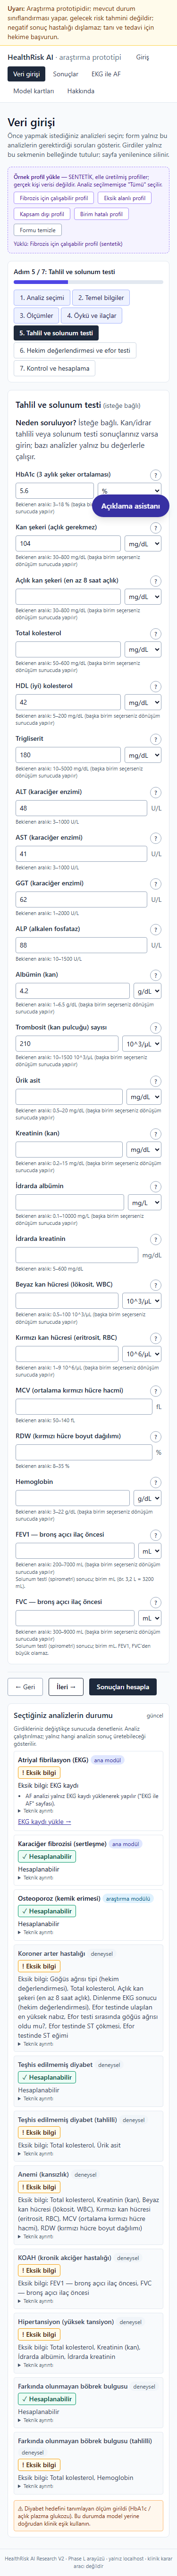 Uyarı: araştırma prototipidir; mevcut durum
sınıflandırması yapar, gelecek risk tahmini değildir;
negatif sonuç hastalığı dışlamaz; tanı ve tedavi için
hekime başvurun.
HealthRisk AI · araştırma prototipi
Giriş
Veri girişi
Sonuçlar
EKG ile AF
Model kartları
Hakkında
Veri girişi
Önce yapmak istediğiniz analizleri seçin; form yalnız bu
analizlerin gerektirdiği soruları gösterir. Girdiler yalnız
bu sekmenin belleğinde tutulur; sayfa yenilenince silinir.
Örnek profil yükle — SENTETİK, elle üretilmiş profiller;
gerçek kişi verisi değildir. Analiz seçilmemişse "Tümü" seçilir.
Fibrozis için çalışabilir profil
Eksik alanlı profil
Kapsam dışı profil
Birim hatalı profil
Formu temizle
Yüklü: Fibrozis için çalışabilir profil (sentetik)
Adım 5 / 7: Tahlil ve solunum testi
1. Analiz seçimi
2. Temel bilgiler
3. Ölçümler
4. Öykü ve ilaçlar
5. Tahlil ve solunum testi
6. Hekim değerlendirmesi ve efor testi
7. Kontrol ve hesaplama
Tahlil ve solunum testi (isteğe bağlı)
Neden soruluyor? İsteğe bağlı. Kan/idrar
tahlili veya solunum testi sonuçlarınız varsa
girin; bazı analizler yalnız bu değerlerle
çalışır.
HbA1c (3 aylık şeker ortalaması)
?
5.6
%
Beklenen aralık: 3–18 % (başka birim seçerseniz
sunucuda yapılır)
Açıklama asistanı
Kan şekeri (açlık gerekmez)
?
104
mg/dL
Beklenen aralık: 30–800 mg/dL (başka birim seçerseniz
dönüşüm sunucuda yapılır)
Açlık kan şekeri (en az 8 saat açlık)
?
mg/dL
Beklenen aralık: 30–800 mg/dL (başka birim seçerseniz
dönüşüm sunucuda yapılır)
Total kolesterol
?
mg/dL
Beklenen aralık: 50–600 mg/dL (başka birim seçerseniz
dönüşüm sunucuda yapılır)
HDL (iyi) kolesterol
?
42
mg/dL
Beklenen aralık: 5–200 mg/dL (başka birim seçerseniz dönüşüm
sunucuda yapılır)
Trigliserit
?
180
mg/dL
Beklenen aralık: 10–5000 mg/dL (başka birim seçerseniz
dönüşüm sunucuda yapılır)
ALT (karaciğer enzimi)
?
48
U/L
Beklenen aralık: 3–1000 U/L
AST (karaciğer enzimi)
?
41
U/L
Beklenen aralık: 3–1000 U/L
GGT (karaciğer enzimi)
?
62
U/L
Beklenen aralık: 1–2000 U/L
ALP (alkalen fosfataz)
?
88
U/L
Beklenen aralık: 10–1500 U/L
Albümin (kan)
?
4.2
g/dL
Beklenen aralık: 1–6.5 g/dL (başka birim seçerseniz dönüşüm
sunucuda yapılır)
Trombosit (kan pulcuğu) sayısı
?
210
10^3/µL
Beklenen aralık: 10–1500 10^3/µL (başka birim seçerseniz
dönüşüm sunucuda yapılır)
Ürik asit
?
mg/dL
Beklenen aralık: 0.5–20 mg/dL (başka birim seçerseniz dönüşüm
sunucuda yapılır)
Kreatinin (kan)
?
mg/dL
Beklenen aralık: 0.2–15 mg/dL (başka birim seçerseniz dönüşüm
sunucuda yapılır)
İdrarda albümin
?
mg/L
Beklenen aralık: 0.1–10000 mg/L (başka birim seçerseniz
dönüşüm sunucuda yapılır)
İdrarda kreatinin
?
mg/dL
Beklenen aralık: 5–600 mg/dL
Beyaz kan hücresi (lökosit, WBC)
?
10^3/µL
Beklenen aralık: 0.5–100 10^3/µL (başka birim seçerseniz
dönüşüm sunucuda yapılır)
Kırmızı kan hücresi (eritrosit, RBC)
?
10^6/µL
Beklenen aralık: 1–9 10^6/µL (başka birim seçerseniz dönüşüm
sunucuda yapılır)
MCV (ortalama kırmızı hücre hacmi)
?
fL
Beklenen aralık: 50–140 fL
RDW (kırmızı hücre boyut dağılımı)
?
%
Beklenen aralık: 8–35 %
Hemoglobin
?
g/dL
Beklenen aralık: 3–22 g/dL (başka birim seçerseniz dönüşüm
sunucuda yapılır)
FEV1 — bronş açıcı ilaç öncesi
?
mL
Beklenen aralık: 200–7000 mL (başka birim seçerseniz dönüşüm
sunucuda yapılır)
Solunum testi (spirometri) sonucu; birim mL (ör. 3,2 L = 3200
mL).
FVC — bronş açıcı ilaç öncesi
?
mL
Beklenen aralık: 300–9000 mL (başka birim seçerseniz dönüşüm
sunucuda yapılır)
Solunum testi (spirometri) sonucu; birim mL. FEV1, FVC'den
büyük olamaz.
← Geri
İleri →
Sonuçları hesapla
Seçtiğiniz analizlerin durumu
güncel
Girdikleriniz değiştikçe sunucuda denetlenir. Analiz
çalıştırılmaz; yalnız hangi analizin sonuç üretebileceği
gösterilir.
Atriyal fibrilasyon (EKG) ana modül
! Eksik bilgi
Eksik bilgi: EKG kaydı
• AF analizi yalnız EKG kaydı yüklenerek yapılır ("EKG ile
AF" sayfası).
▸ Teknik ayrıntı
EKG kaydı yükle →
Karaciğer fibrozisi (sertleşme) ana modül
✓ Hesaplanabilir
Hesaplanabilir
▸ Teknik ayrıntı
Osteoporoz (kemik erimesi) araştırma modülü
✓ Hesaplanabilir
Hesaplanabilir
▸ Teknik ayrıntı
Koroner arter hastalığı deneysel
! Eksik bilgi
Eksik bilgi: Göğüs ağrısı tipi (hekim
değerlendirmesi), Total kolesterol, Açlık kan
şekeri (en az 8 saat açlık), Dinlenme EKG sonucu
(hekim değerlendirmesi), Efor testinde ulaşılan
en yüksek nabız, Efor testi sırasında göğüs ağrısı
oldu mu?, Efor testinde ST çökmesi, Efor
testinde ST eğimi
▸ Teknik ayrıntı
Teşhis edilmemiş diyabet deneysel
✓ Hesaplanabilir
Hesaplanabilir
▸ Teknik ayrıntı
Teşhis edilmemiş diyabet (tahlilli) deneysel
! Eksik bilgi
Eksik bilgi: Total kolesterol, Ürik asit
▸ Teknik ayrıntı
Anemi (kansızlık) deneysel
! Eksik bilgi
Eksik bilgi: Total kolesterol, Kreatinin (kan), Beyaz
kan hücresi (lökosit, WBC), Kırmızı kan hücresi
(eritrosit, RBC), MCV (ortalama kırmızı hücre
hacmi), RDW (kırmızı hücre boyut dağılımı)
▸ Teknik ayrıntı
KOAH (kronik akciğer hastalığı) deneysel
! Eksik bilgi
Eksik bilgi: FEV1 — bronş açıcı ilaç öncesi, FVC
— bronş açıcı ilaç öncesi
▸ Teknik ayrıntı
Hipertansiyon (yüksek tansiyon) deneysel
! Eksik bilgi
Eksik bilgi: Total kolesterol, Kreatinin (kan),
İdrarda albümin, İdrarda kreatinin
▸ Teknik ayrıntı
Farkında olunmayan böbrek bulgusu deneysel
✓ Hesaplanabilir
Hesaplanabilir
▸ Teknik ayrıntı
Farkında olunmayan böbrek bulgusu (tahlilli)
deneysel
! Eksik bilgi
Eksik bilgi: Total kolesterol, Hemoglobin
▸ Teknik ayrıntı
⚠ Diyabet hedefini tanımlayan ölçüm girildi (HbA1c /
açlık plazma glukozu). Bu durumda model yerine
doğrudan klinik eşik kullanın.
HealthRisk AI Research V2 · Phase L arayüzü · yalnız localhost · klinik karar
aracı değildir